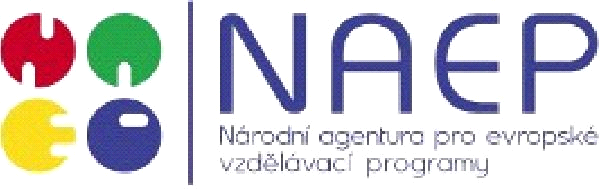 NAEP
Národní agentura pro evropské
vzdělávací programy